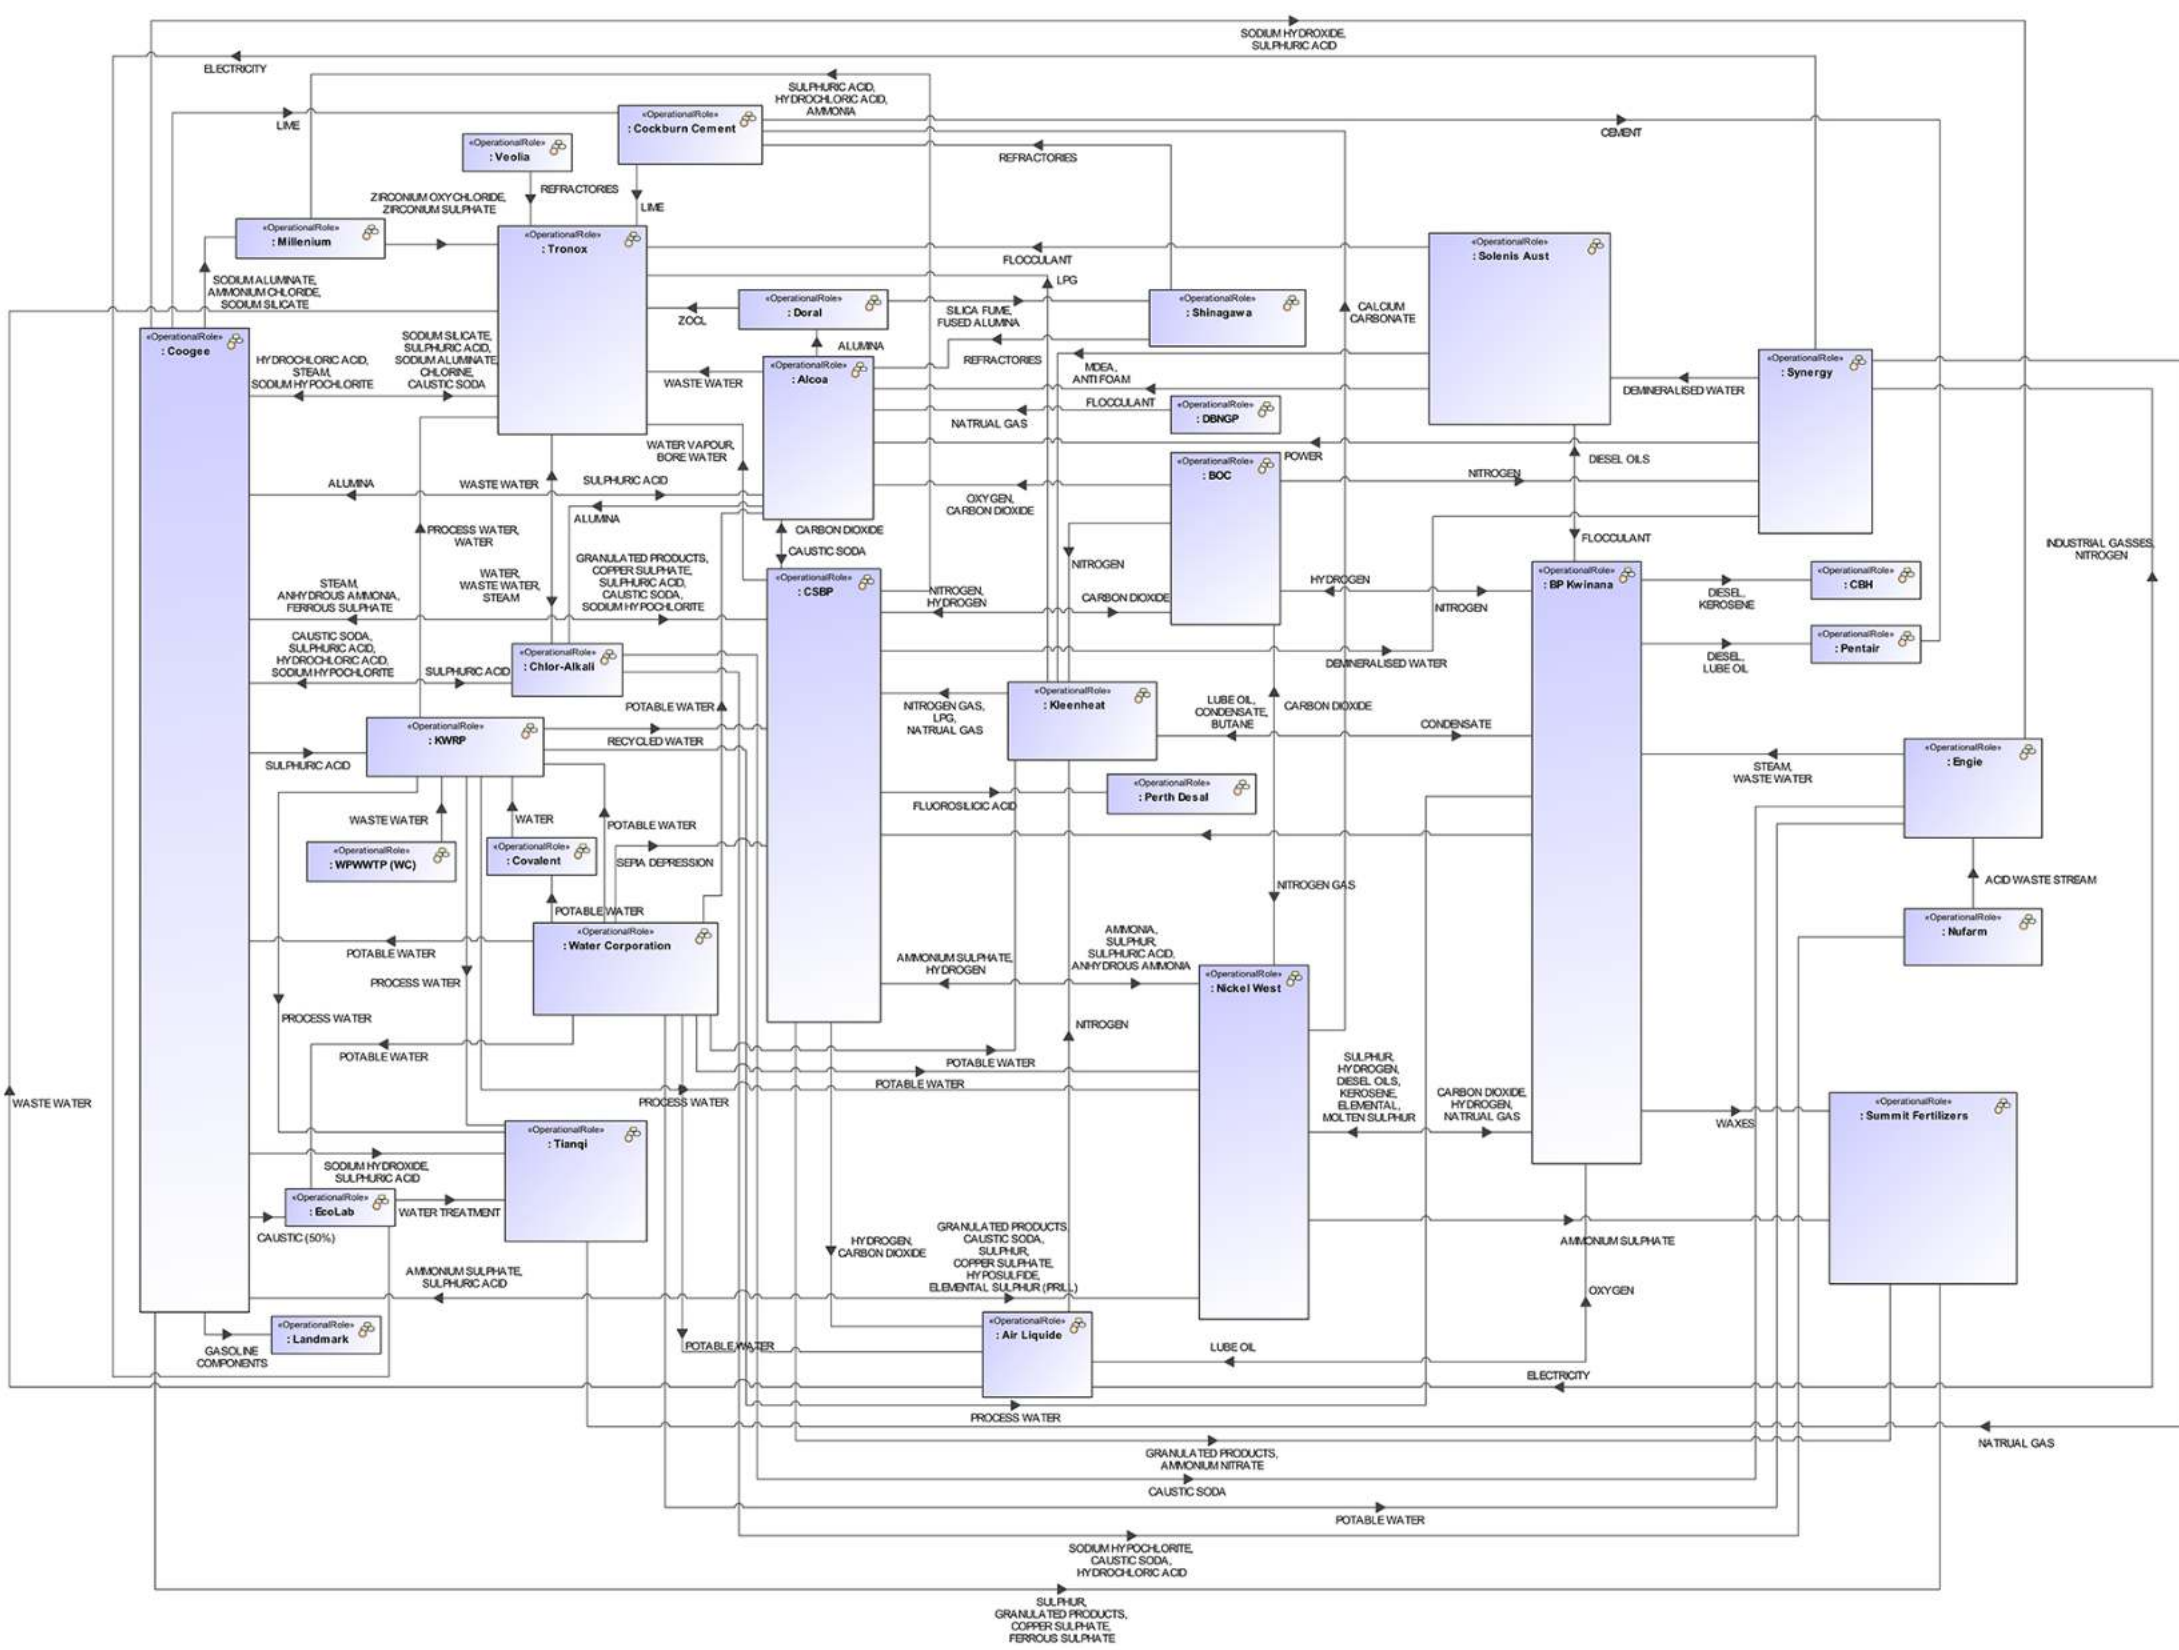 SODIUM HYDROXIDE,
SULPHURIC ACID
ELECTRICITY
SULPHURIC ACID,
HYDROCHLORIC ACID,
AMMONIA
LIME
«OperationalRole»
: Cockburn Cement
CEMENT
«OperationalRole»
: Veolia
REFRACTORIES
REFRACTORIES
LIME
ZIRCONIUM OXYCHLORIDE,
ZIRCONIUM SULPHATE
«OperationalRole»
: Millenium
«OperationalRole»
: Tronox
FLOCCULANT
«OperationalRole»
: Solenis Aust
SODIUM ALUMINATE,
AMMONIUM CHLORIDE,
SODIUM SILICATE
LPG
«OperationalRole»
: Doral
ZOCL
SILICA FUME,
FUSED ALUMINA
«OperationalRole»
: Shinagawa
CALCIUM
CARBONATE
«OperationalRole»
: Coogee
HYDROCHLORIC ACID,
STEAM,
SODIUM HYPOCHLORITE
SODIUM SILICATE,
SULPHURIC ACID,
SODIUM ALUMINATE,
CHLORINE,
CAUSTIC SODA
ALUMINA
REFRACTORIES
MDEA,
ANTI FOAM
WASTE WATER
«OperationalRole»
: Alcoa
«OperationalRole»
: Synergy
DEMINERALISED WATER
FLOCCULANT
«OperationalRole»
: DBNGP
NATRUAL GAS
WATER VAPOUR,
BORE WATER
POWER
«OperationalRole»
: BOC
DIESEL OILS
NITROGEN
ALUMINA
WASTE WATER
SULPHURIC ACID
OXYGEN,
CARBON DIOXIDE
ALUMINA
CARBON DIOXIDE
CAUSTIC SODA
PROCESS WATER,
WATER
FLOCCULANT
INDUSTRIAL GASSES,
NITROGEN
NITROGEN
WATER,
WASTE WATER,
STEAM
GRANULATED PRODUCTS,
COPPER SULPHATE,
SULPHURIC ACID,
CAUSTIC SODA,
SODIUM HYPOCHLORITE
«OperationalRole»
: CSBP
STEAM,
ANHYDROUS AMMONIA,
FERROUS SULPHATE
NITROGEN,
HYDROGEN
CARBON DIOXIDE
HYDROGEN
NITROGEN
«OperationalRole»
: BP Kwinana
DIESEL,
KEROSENE
«OperationalRole»
: CBH
CAUSTIC SODA,
SULPHURIC ACID,
HYDROCHLORIC ACID,
SODIUM HYPOCHLORITE
SULPHURIC ACID
«OperationalRole»
: Chlor-Alkali
DIESEL,
LUBE OIL
«OperationalRole»
: Pentair
DEMINERALISED WATER
POTABLE WATER
NITROGEN GAS,
LPG,
NATRUAL GAS
«OperationalRole»
: Kleenheat
LUBE OIL,
CONDENSATE,
BUTANE
CARBON DIOXIDE
CONDENSATE
«OperationalRole»
: KWRP
RECYCLED WATER
SULPHURIC ACID
STEAM,
WASTE WATER
«OperationalRole»
: Engie
FLUOROSILICIC ACID
«OperationalRole»
: Perth Desal
WASTE WATER
WATER
POTABLE WATER
«OperationalRole»
: WPWWTP (WC)
«OperationalRole»
: Covalent
SEPIA DEPRESSION
NITROGEN GAS
ACID WASTE STREAM
POTABLE WATER
«OperationalRole»
: Nufarm
«OperationalRole»
: Water Corporation
POTABLE WATER
PROCESS WATER
AMMONIUM SULPHATE,
HYDROGEN
AMMONIA,
SULPHUR,
SULPHURIC ACID,
ANHYDROUS AMMONIA
«OperationalRole»
: Nickel West
PROCESS WATER
NITROGEN
POTABLE WATER
POTABLE WATER
POTABLE WATER
PROCESS WATER
WASTE WATER
SULPHUR,
HYDROGEN,
DIESEL OILS,
KEROSENE,
ELEMENTAL,
MOLTEN SULPHUR
CARBON DIOXIDE,
HYDROGEN,
NATRUAL GAS
WAXES
«OperationalRole»
: Summit Fertilizers
«OperationalRole»
: Tianqi
SODIUM HYDROXIDE,
SULPHURIC ACID
«OperationalRole»
: EcoLab
WATER TREATMENT
CAUSTIC (50%)
HYDROGEN,
CARBON DIOXIDE
GRANULATED PRODUCTS,
CAUSTIC SODA,
SULPHUR,
COPPER SULPHATE,
HYPOSULFIDE,
ELEMENTAL SULPHUR (PRILL)
AMMONIUM SULPHATE
AMMONIUM SULPHATE,
SULPHURIC ACID
OXYGEN
«OperationalRole»
: Landmark
GASOLINE
COMPONENTS
POTABLE WATER
«OperationalRole»
: Air Liquide
LUBE OIL
ELECTRICITY
PROCESS WATER
NATRUAL GAS
GRANULATED PRODUCTS,
AMMONIUM NITRATE
CAUSTIC SODA
POTABLE WATER
SODIUM HYPOCHLORITE,
CAUSTIC SODA,
HYDROCHLORIC ACID
SULPHUR,
GRANULATED PRODUCTS,
COPPER SULPHATE,
FERROUS SULPHATE